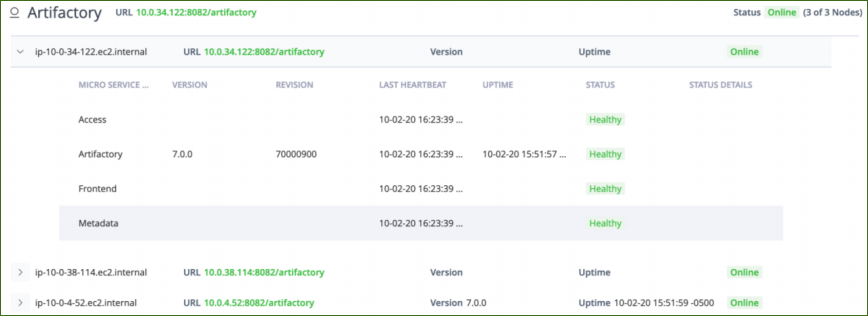 Artifactory URL 10.0.34.122:8082/artifactory Status Online (3 of 3 Nodes)
ip-10-0-34-122.ec2.internal URL 10.0.34.122:8082/artifactory Version Uptime Online
MICRO SERVICE ... VERSION REVISION LAST HEARTBEAT UPTIME STATUS STATUS DETAILS
Access 10-02-20 16:23:39 ... Healthy
Artifactory 7.0.0 70000900 10-02-20 16:23:39 ... 10-02-20 15:51:57 ... Healthy
Frontend 10-02-20 16:23:39 ... Healthy
Metadata 10-02-20 16:23:39 ... Healthy
ip-10-0-38-114.ec2.internal URL 10.0.38.114:8082/artifactory Version Uptime Online
ip-10-0-4-52.ec2.internal URL 10.0.4.52:8082/artifactory Version 7.0.0 Uptime 10-02-20 15:51:59 -0500 Online